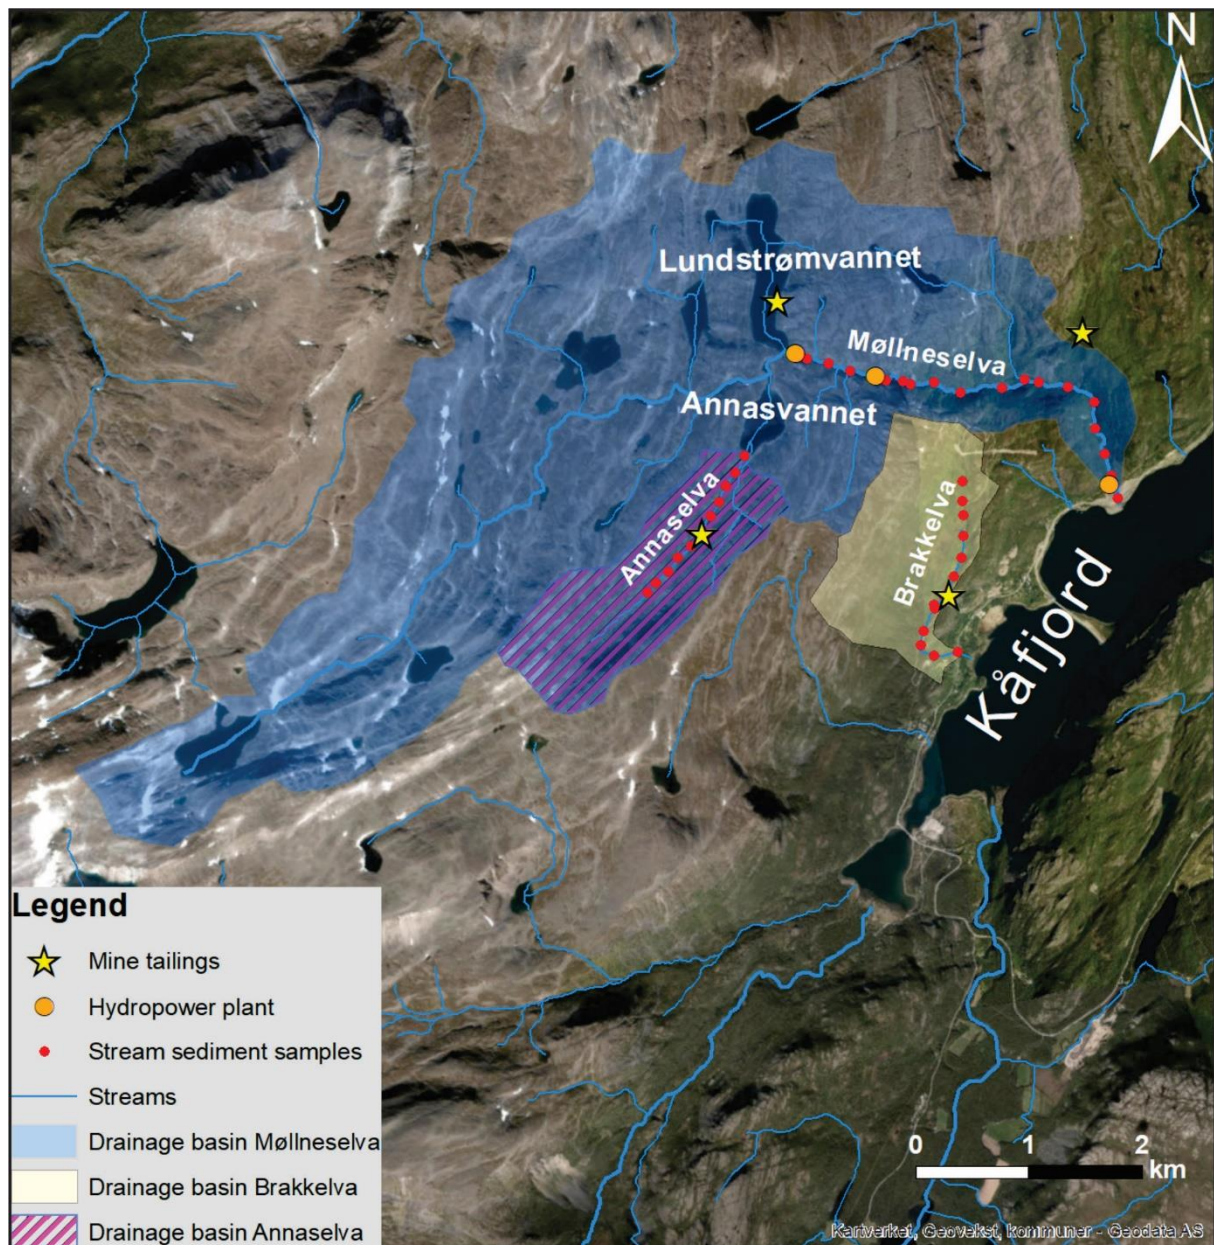 N
Lundstrømvannet
Møllneselva
Annasvannet
Annaselva
Brakkelva
Kåfjord
Legend
Mine tailings
Hydropower plant
Stream sediment samples
Streams
Drainage basin Møllneselva
Drainage basin Brakkelva
Drainage basin Annaselva
0 1 2
km
Kartverket, Geovekst, kommuner - Geodata AS